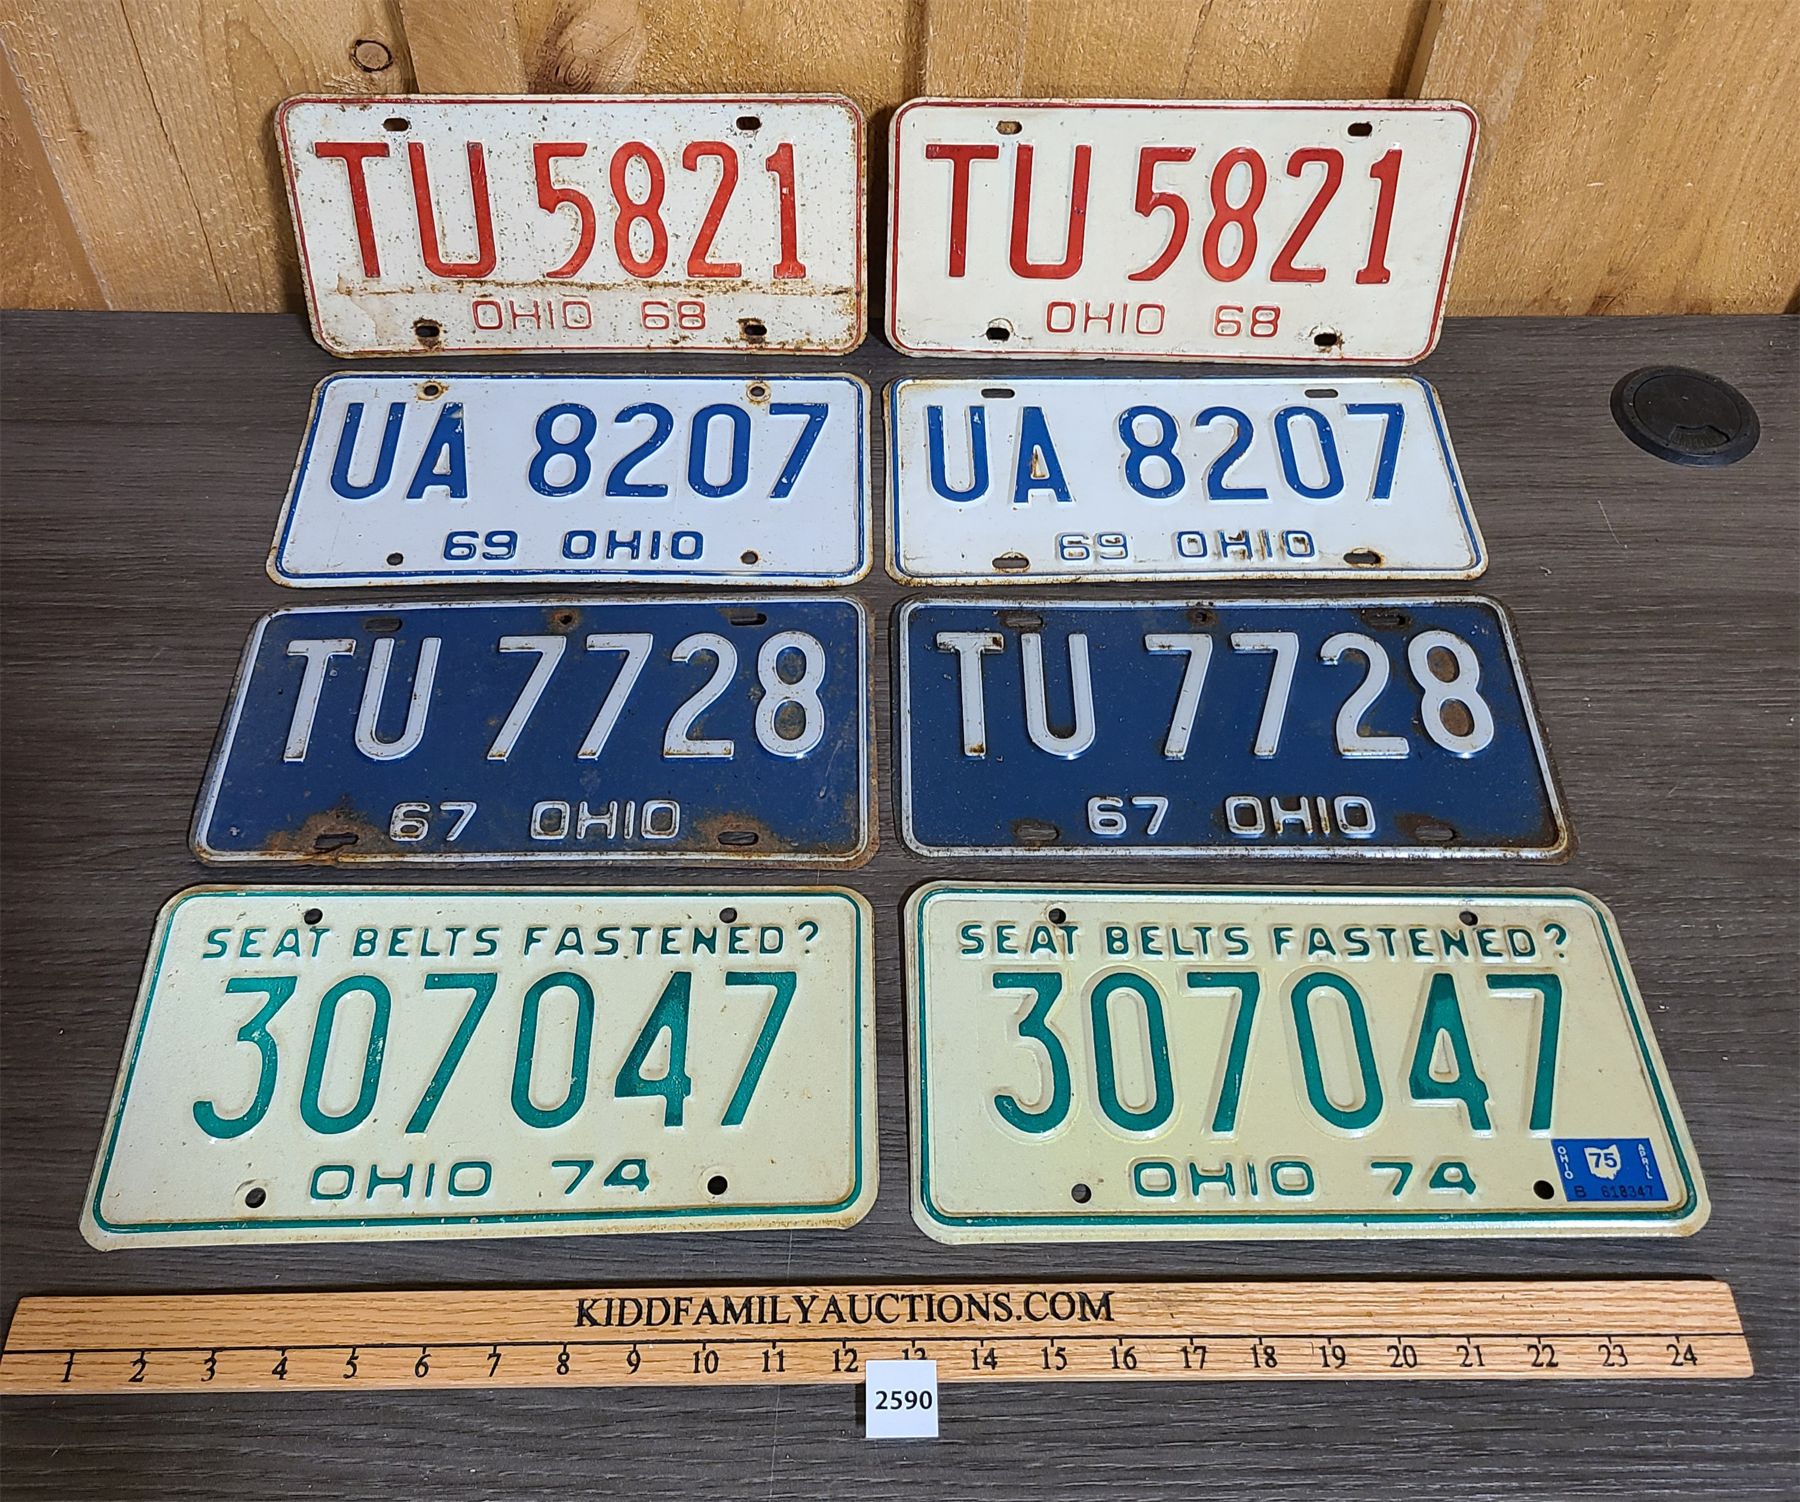 TU 5821
OHIO 68
TU 5821
OHIO 68
UA 8207
69 OHIO
UA 8207
69 OHIO
TU 7728
67 OHIO
TU 7728
67 OHIO
SEAT BELTS FASTENED?
307047
OHIO 74
SEAT BELTS FASTENED?
307047
OHIO 74
OHIO 75 APRIL
B 618347
KIDDFAMILYAUCTIONS.COM
1 2 3 4 5 6 7 8 9 10 11 12 13 14 15 16 17 18 19 20 21 22 23 24
2590